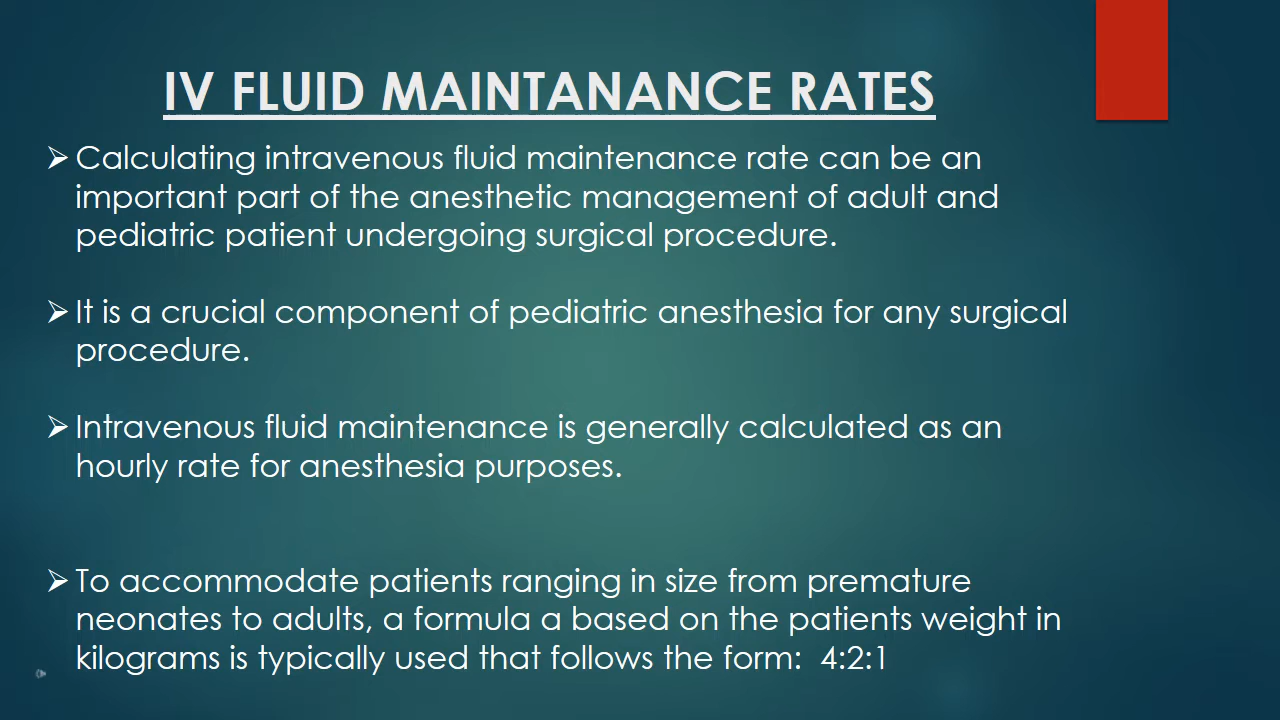 IV FLUID MAINTANANCE RATES
➢ Calculating intravenous fluid maintenance rate can be an
important part of the anesthetic management of adult and
pediatric patient undergoing surgical procedure.
➢ It is a crucial component of pediatric anesthesia for any surgical
procedure.
➢ Intravenous fluid maintenance is generally calculated as an
hourly rate for anesthesia purposes.
➢ To accommodate patients ranging in size from premature
neonates to adults, a formula a based on the patients weight in
kilograms is typically used that follows the form:  4:2:1